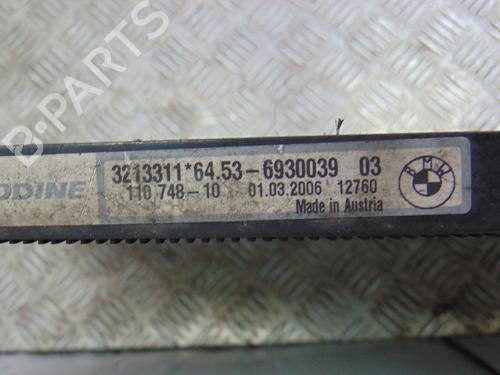 B-PARTS
ODINE
3213311*64.53-6930039 03
110 748-10 01.03.2006 12760
Made in Austria
BMW